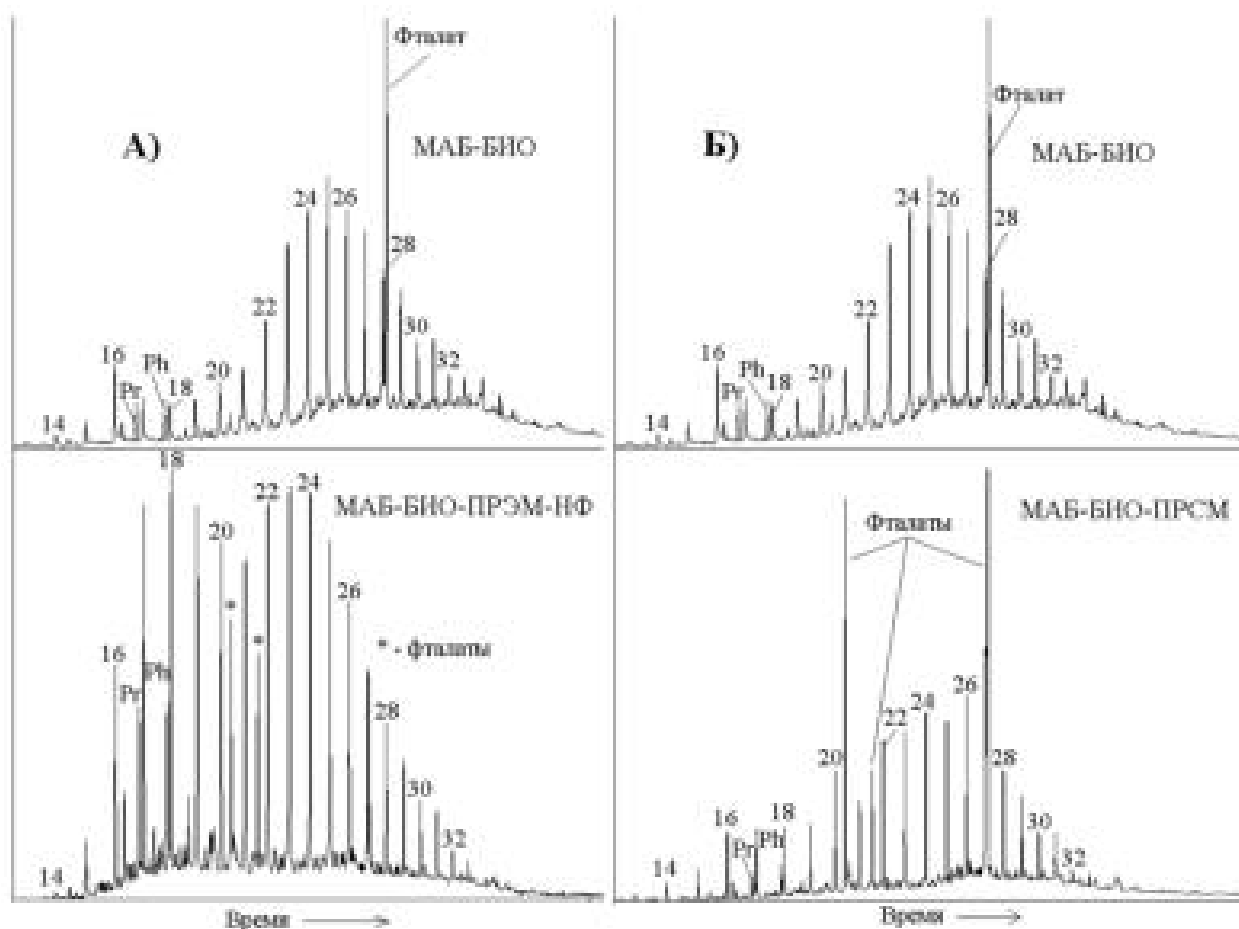 Фталат
А)
МАБ-БИО
24
26
28
22
16
Ph
Pr
18
20
30
32
14
Фталат
Б)
МАБ-БИО
24
26
28
22
16
Ph
Pr
18
20
30
32
14
18
22
24
МАБ-БИО-ПРЭМ-НФ
20
*
*
26
* - фталаты
16
Pr
Ph
28
30
32
*
14
Время
Фталаты
МАБ-БИО-ПРСМ
26
24
22
20
28
18
16
Pr
Ph
30
32
14
Время